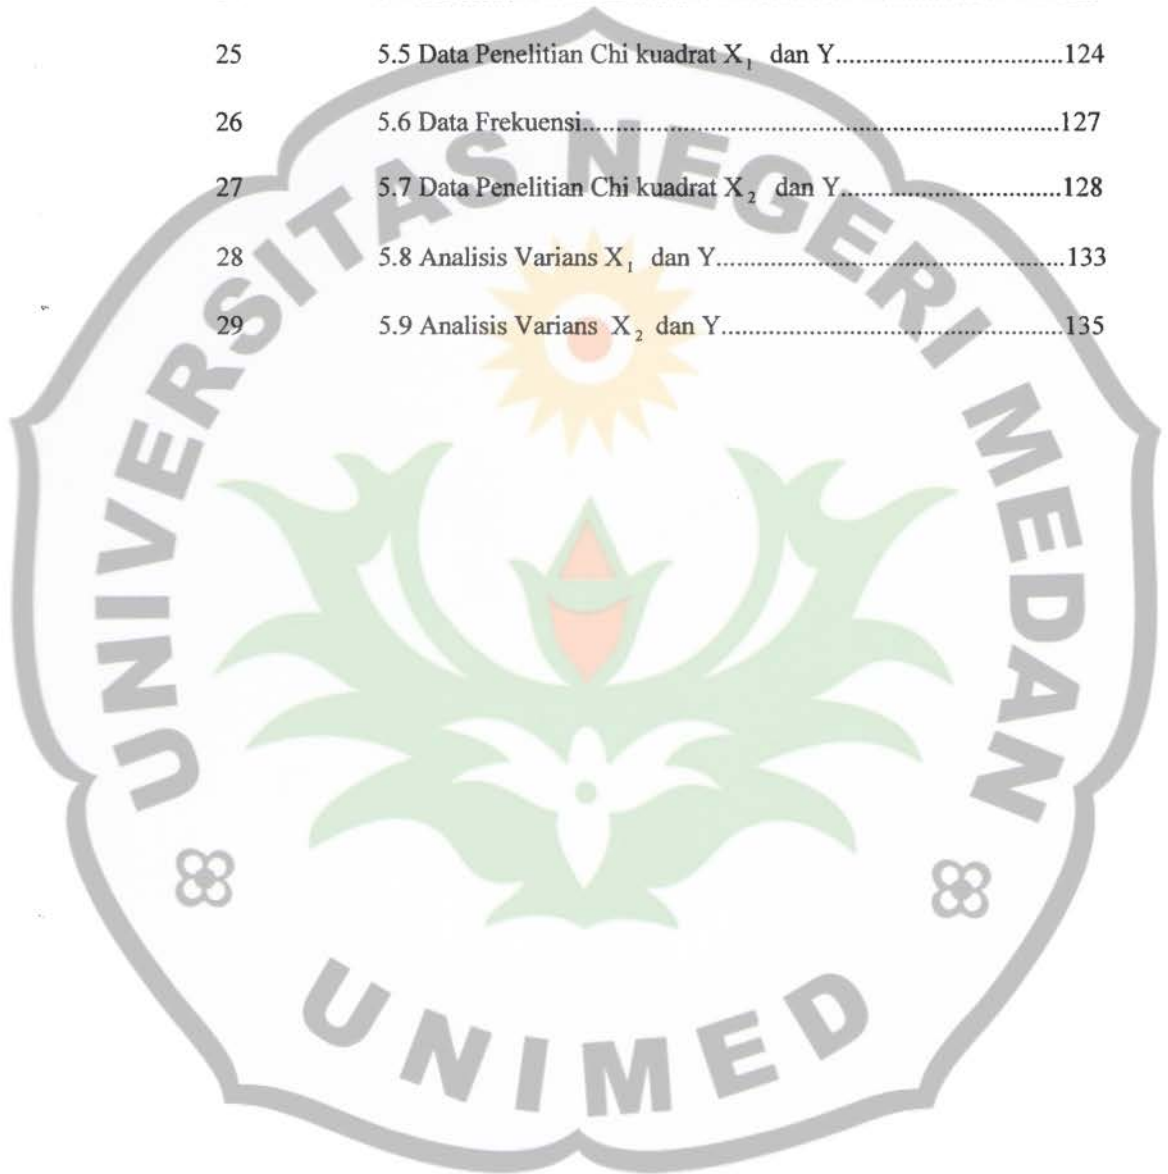 25 5.5 Data Penelitian Chi kuadrat X₁ dan Y..............................124
26 5.6 Data Frekuensi...............................................................127
27 5.7 Data Penelitian Chi kuadrat X₂ dan Y.............................128
28 5.8 Analisis Varians X₁ dan Y..............................................133
29 5.9 Analisis Varians X₂ dan Y.............................................135
UNIVERSITAS NEGERI MEDAN
UNIMED